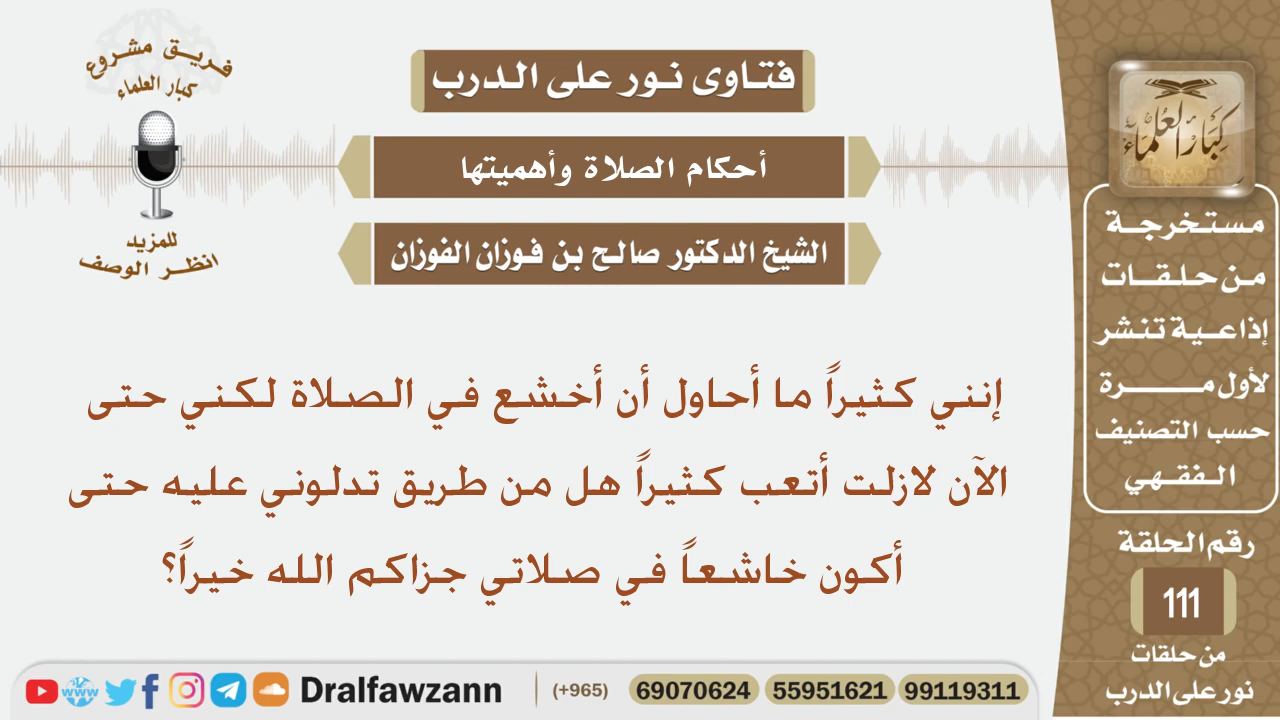 فريق مشروع
كبار العلماء
للمزيد
انظر الوصف
فتاوى نور على الدرب
أحكام الصلاة وأهميتها
الشيخ الدكتور صالح بن فوزان الفوزان
إنني كثيراً ما أحاول أن أخشع في الصلاة لكني حتى
الآن لازلت أتعب كثيراً هل من طريق تدلوني عليه حتى
أكون خاشعاً في صلاتي جزاكم الله خيراً؟
كبار العلماء
مستخرجة
من حلقات
إذاعية تنشر
لأول مرة
حسب التصنيف
الفقهي
رقم الحلقة
111
من حلقات
نور على الدرب
www
Dralfawzann
(+965) 69070624 55951621 99119311